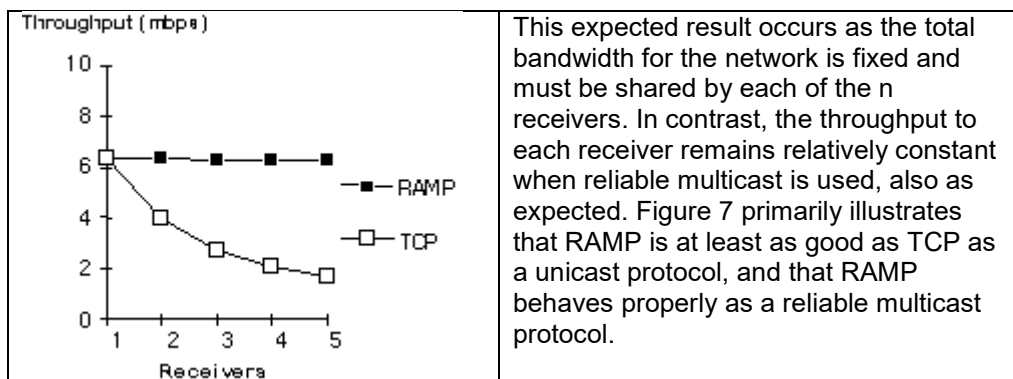 Throughput (mbps)
10
8
6
4
2
0
1 2 3 4 5
Receivers
RAMP
TCP
This expected result occurs as the total
bandwidth for the network is fixed and
must be shared by each of the n
receivers. In contrast, the throughput to
each receiver remains relatively constant
when reliable multicast is used, also as
expected. Figure 7 primarily illustrates
that RAMP is at least as good as TCP as
a unicast protocol, and that RAMP
behaves properly as a reliable multicast
protocol.